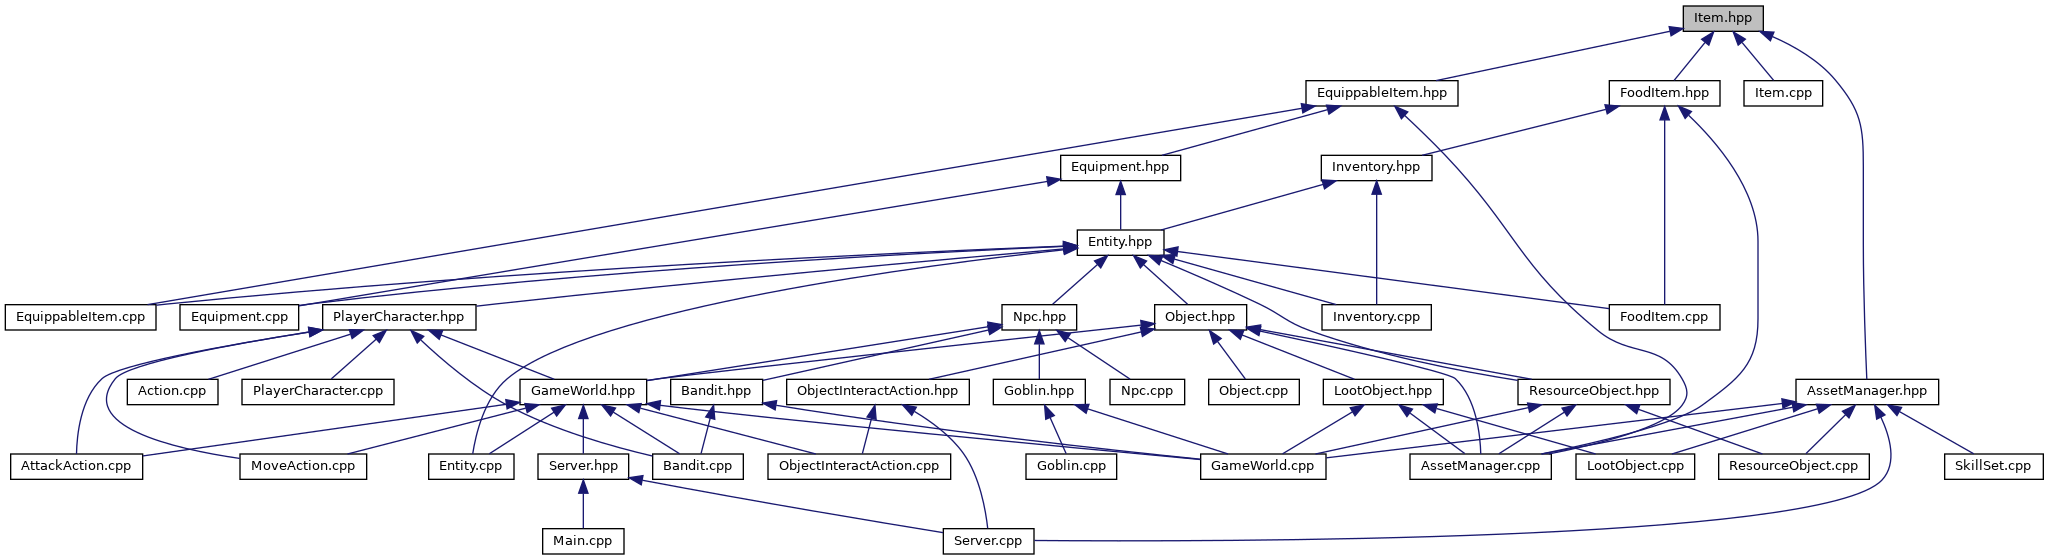 Item.hpp
EquippableItem.hpp
FoodItem.hpp
Item.cpp
Equipment.hpp
Inventory.hpp
Entity.hpp
EquippableItem.cpp
Equipment.cpp
PlayerCharacter.hpp
Npc.hpp
Object.hpp
Inventory.cpp
FoodItem.cpp
Action.cpp
PlayerCharacter.cpp
GameWorld.hpp
Bandit.hpp
ObjectInteractAction.hpp
Goblin.hpp
Npc.cpp
Object.cpp
LootObject.hpp
ResourceObject.hpp
AssetManager.hpp
AttackAction.cpp
MoveAction.cpp
Entity.cpp
Server.hpp
Bandit.cpp
ObjectInteractAction.cpp
Goblin.cpp
GameWorld.cpp
AssetManager.cpp
LootObject.cpp
ResourceObject.cpp
SkillSet.cpp
Main.cpp
Server.cpp